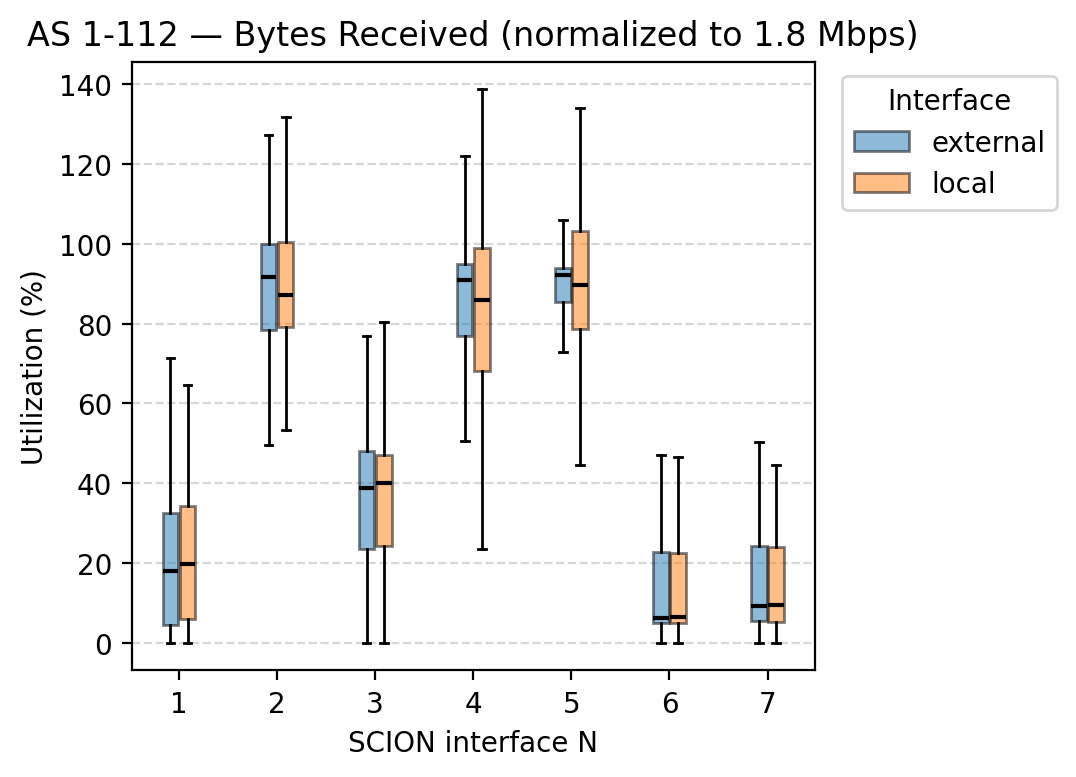 AS 1-112 — Bytes Received (normalized to 1.8 Mbps)
Utilization (%)
140
120
100
80
60
40
20
0
1 2 3 4 5 6 7
SCION interface N
Interface
external
local